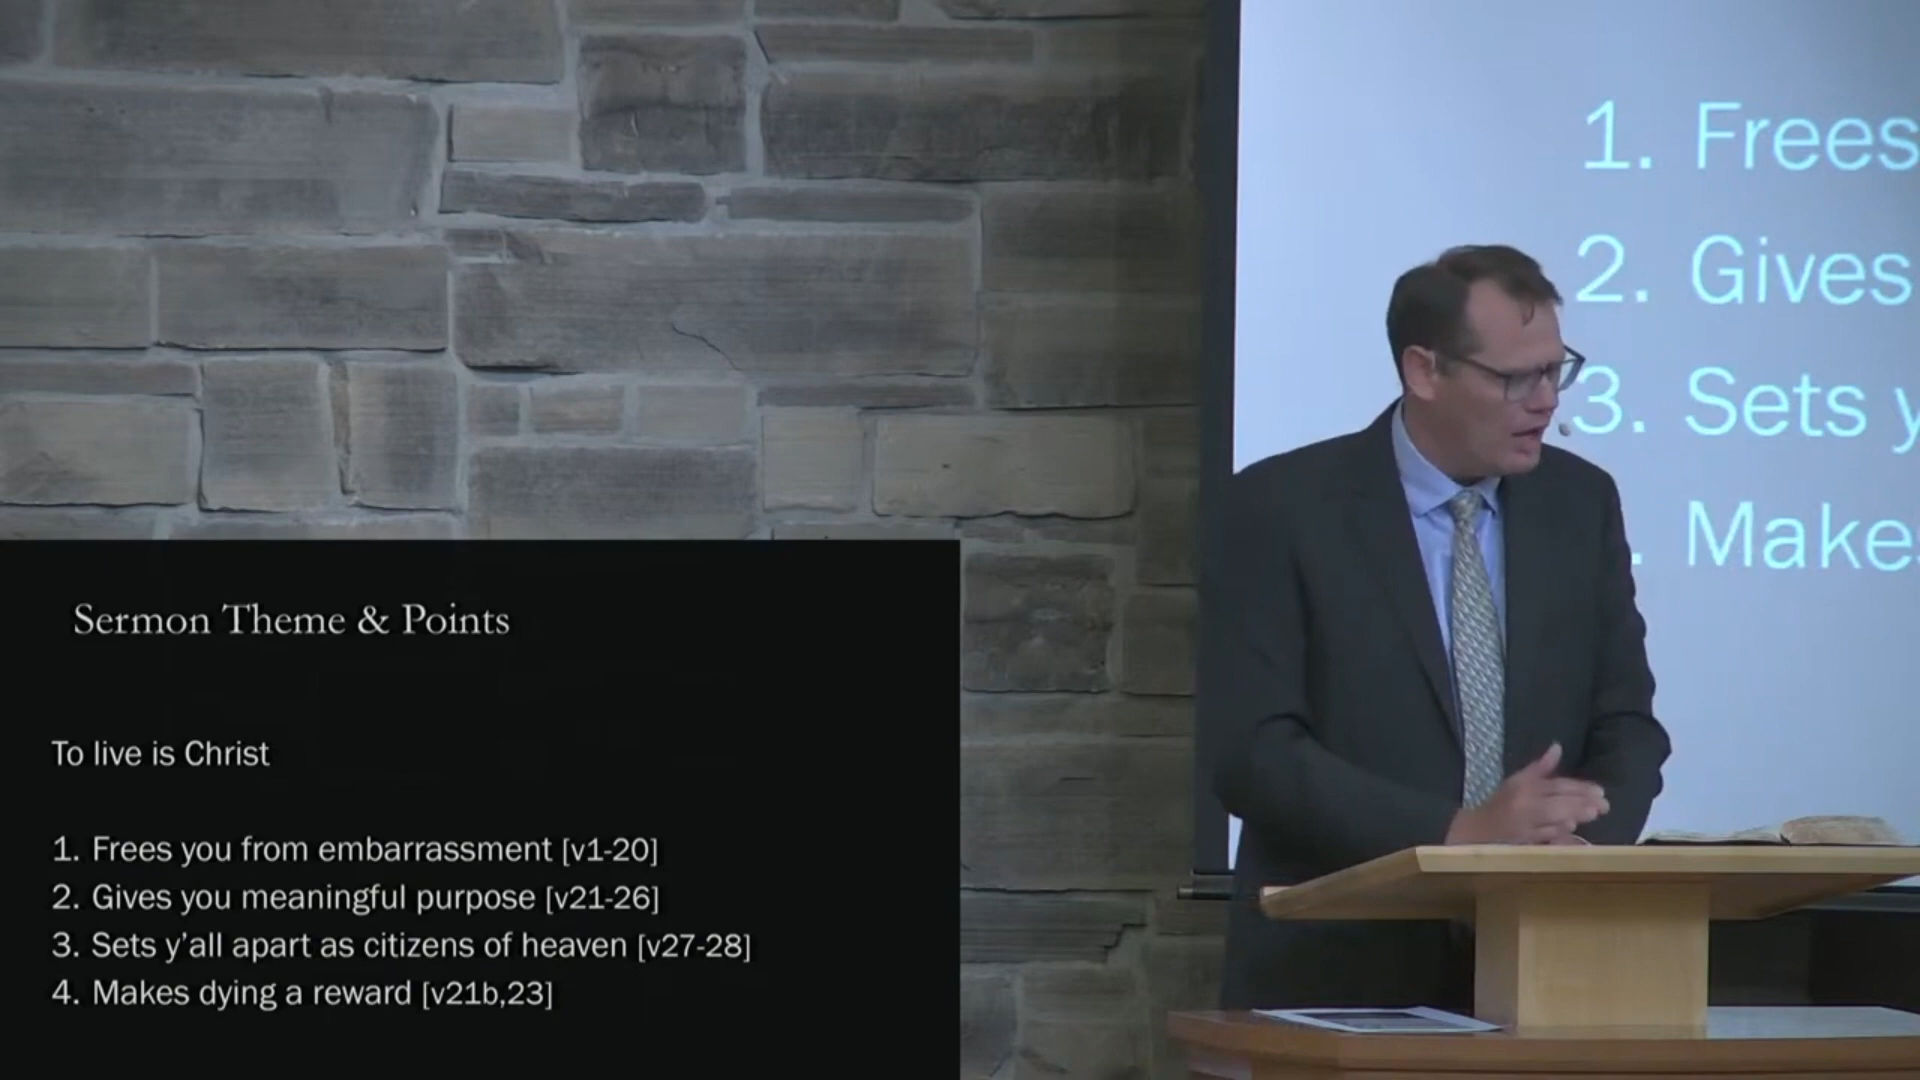 1. Frees
2. Gives
3. Sets y
. Makes
Sermon Theme & Points
To live is Christ
1. Frees you from embarrassment [v1-20]
2. Gives you meaningful purpose [v21-26]
3. Sets y'all apart as citizens of heaven [v27-28]
4. Makes dying a reward [v21b,23]